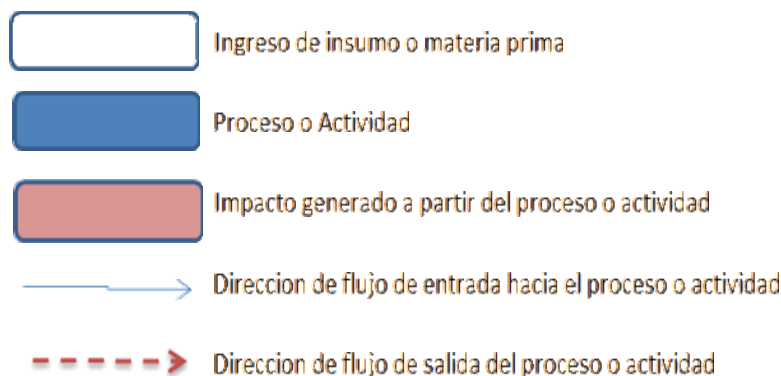 Ingreso de insumo o materia prima
Proceso o Actividad
Impacto generado a partir del proceso o actividad
Direccion de flujo de entrada hacia el proceso o actividad
Direccion de flujo de salida del proceso o actividad